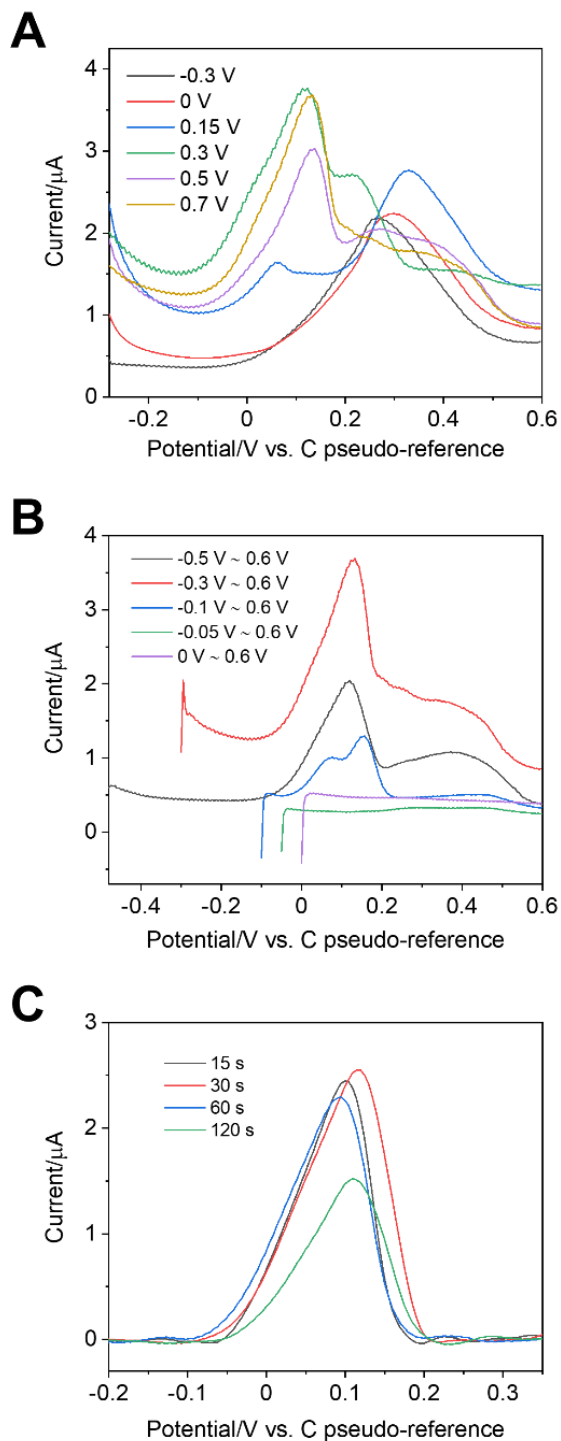 A
-0.3 V
0 V
0.15 V
0.3 V
0.5 V
0.7 V
4
3
2
1
0
Current/μA
-0.2 0 0.2 0.4 0.6
Potential/V vs. C pseudo-reference
B
-0.5 V ~ 0.6 V
-0.3 V ~ 0.6 V
-0.1 V ~ 0.6 V
-0.05 V ~ 0.6 V
0 V ~ 0.6 V
4
3
2
1
0
Current/μA
-0.4 -0.2 0 0.2 0.4 0.6
Potential/V vs. C pseudo-reference
C
15 s
30 s
60 s
120 s
3
2
1
0
Current/μA
-0.2 -0.1 0 0.1 0.2 0.3
Potential/V vs. C pseudo-reference